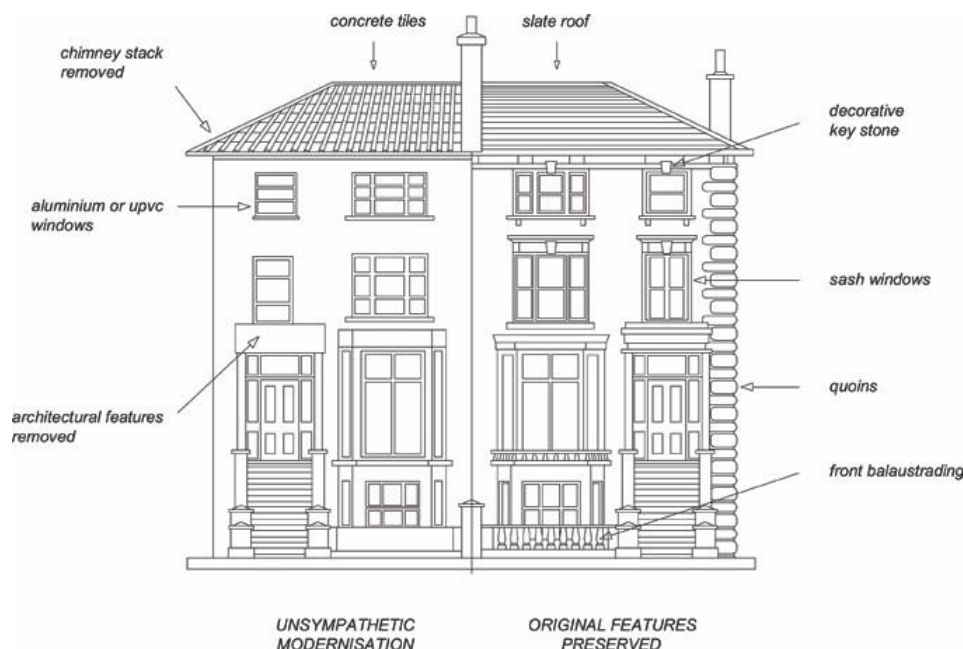 concrete tiles
slate roof
chimney stack
removed
decorative
key stone
aluminium or upvc
windows
sash windows
quoins
architectural features
removed
front balaustrading
UNSYMPATHETIC
MODERNISATION
ORIGINAL FEATURES
PRESERVED